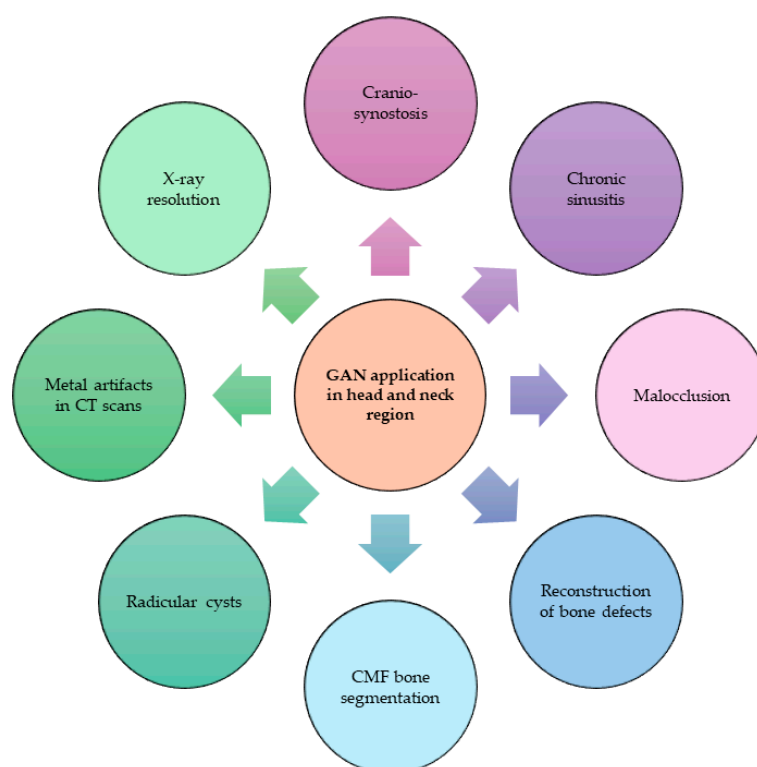 Cranio-
synostosis
X-ray
resolution
Chronic
sinusitis
GAN application
in head and neck
region
Metal artifacts
in CT scans
Malocclusion
Radicular cysts
Reconstruction
of bone defects
CMF bone
segmentation